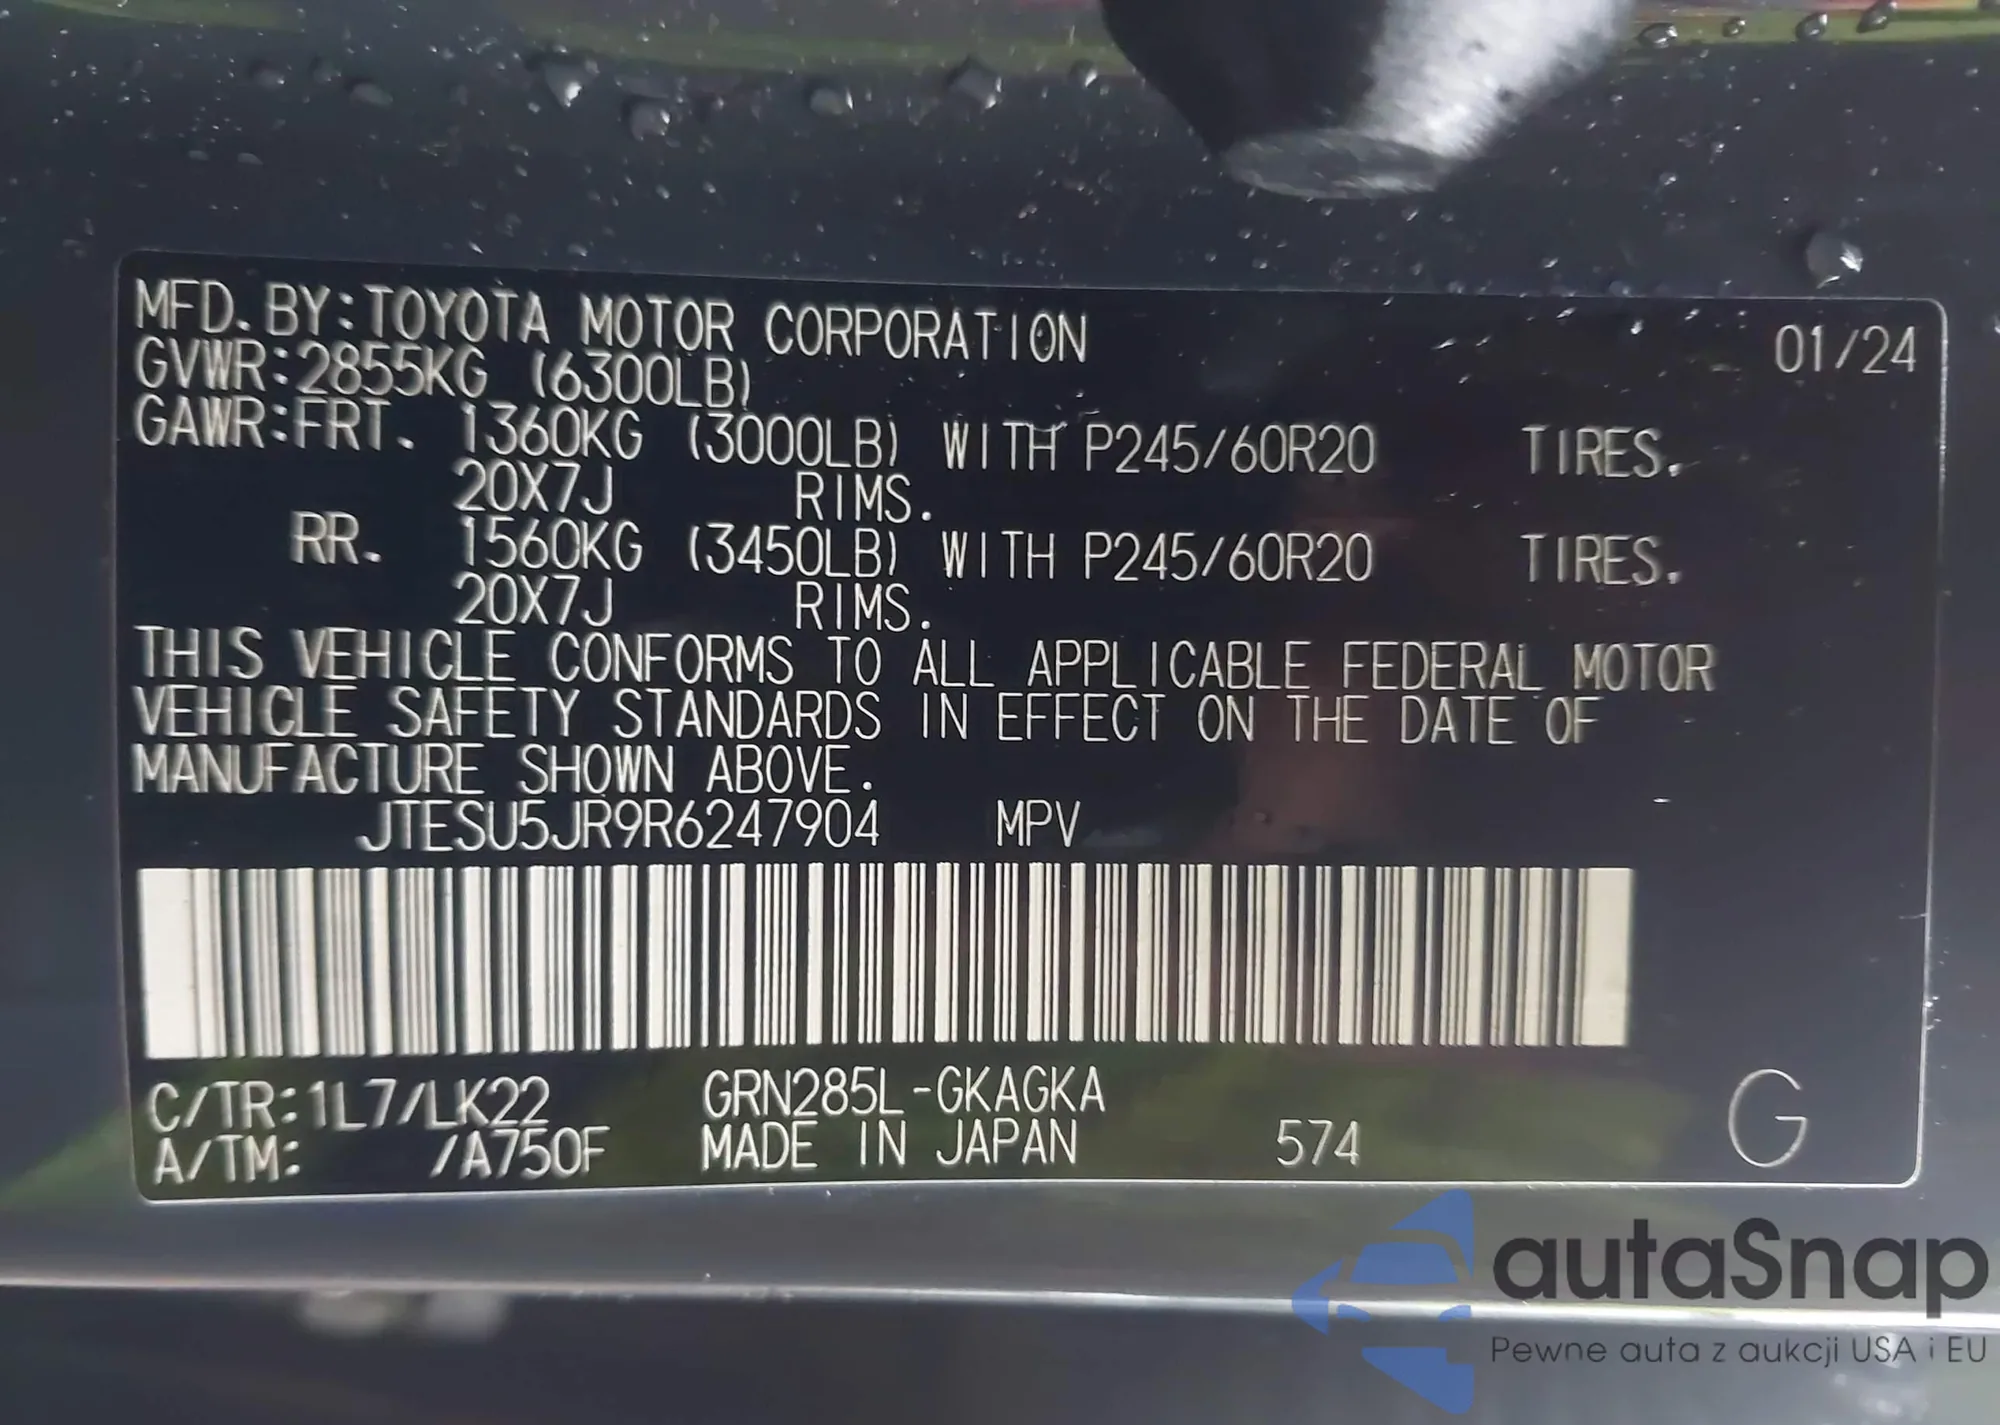 MFD. BY:TOYOTA MOTOR CORPORATION 01/24
GVWR:2855KG (6300LB)
GAWR:FRT. 1360KG (3000LB) WITH P245/60R20 TIRES.
20X7J RIMS.
RR. 1560KG (3450LB) WITH P245/60R20 TIRES.
20X7J RIMS.
THIS VEHICLE CONFORMS TO ALL APPLICABLE FEDERAL MOTOR
VEHICLE SAFETY STANDARDS IN EFFECT ON THE DATE OF
MANUFACTURE SHOWN ABOVE.
JTESU5JR9R6247904 MPV
C/TR:1L7/LK22 GRN285L-GKAGKA
A/TM: /A750F MADE IN JAPAN 574 G
autaSnap
Pewne auta z aukcji USA i EU